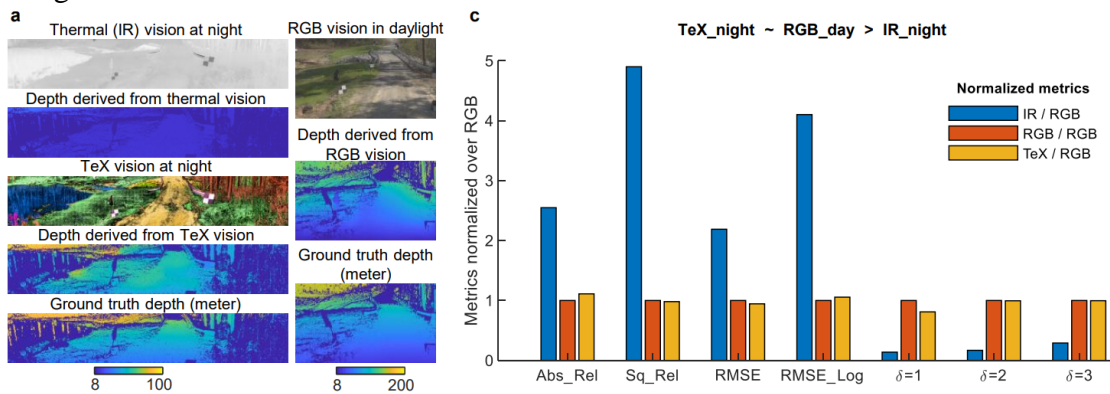 a
Thermal (IR) vision at night
Depth derived from thermal vision
TeX vision at night
Depth derived from TeX vision
Ground truth depth (meter)
8 100
RGB vision in daylight
Depth derived from
RGB vision
Ground truth depth
(meter)
8 200
c
TeX_night ~ RGB_day > IR_night
Metrics normalized over RGB
5
4
3
2
1
0
Normalized metrics
IR / RGB
RGB / RGB
TeX / RGB
Abs_Rel Sq_Rel RMSE RMSE_Log δ=1 δ=2 δ=3